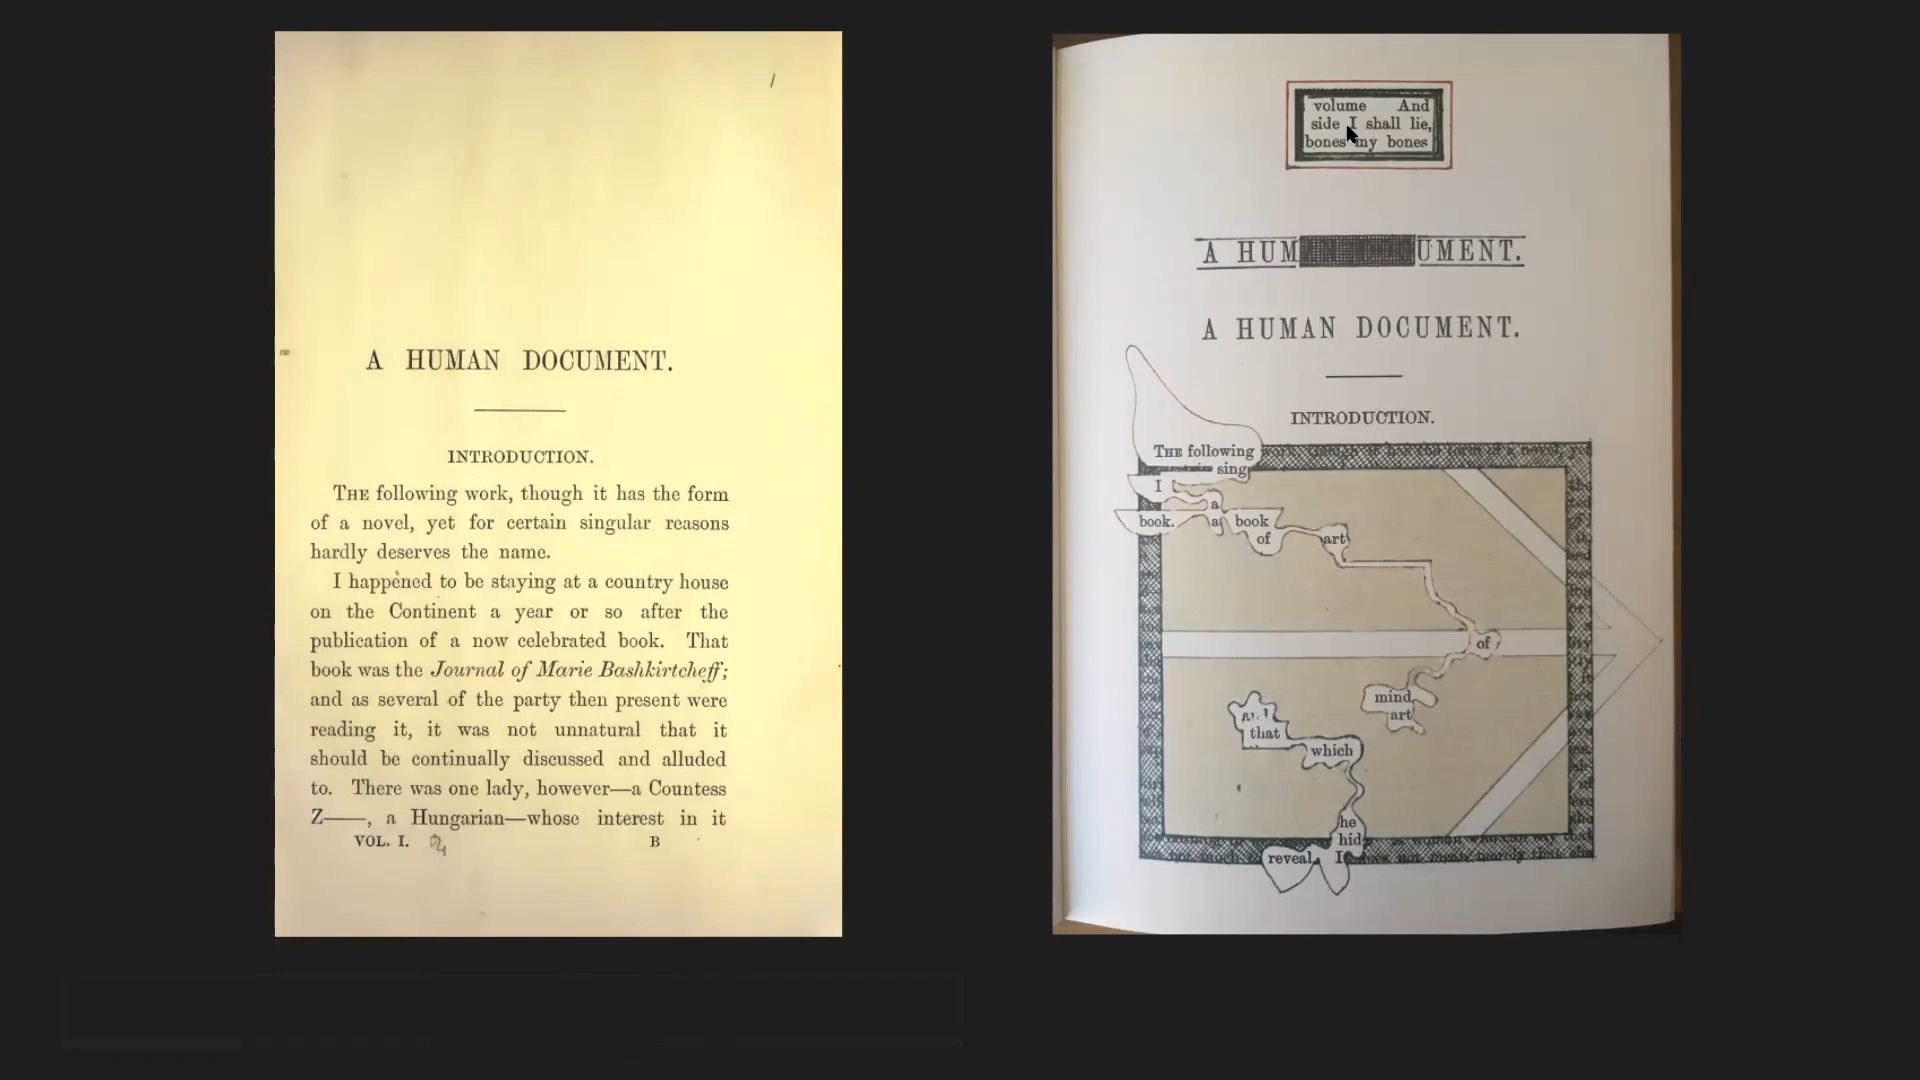 A HUMAN DOCUMENT.
INTRODUCTION.
THE following work, though it has the form
of a novel, yet for certain singular reasons
hardly deserves the name.
I happened to be staying at a country house
on the Continent a year or so after the
publication of a now celebrated book. That
book was the Journal of Marie Bashkirtcheff;
and as several of the party then present were
reading it, it was not unnatural that it
should be continually discussed and alluded
to. There was one lady, however—a Countess
Z——, a Hungarian—whose interest in it
VOL. I. B
volume And
side I shall lie,
bones my bones
A HUM UMENT.
A HUMAN DOCUMENT.
INTRODUCTION.
THE following
sing
I
a
book. a book
of art
of
mind
art
that
which
he
hid
reveal I